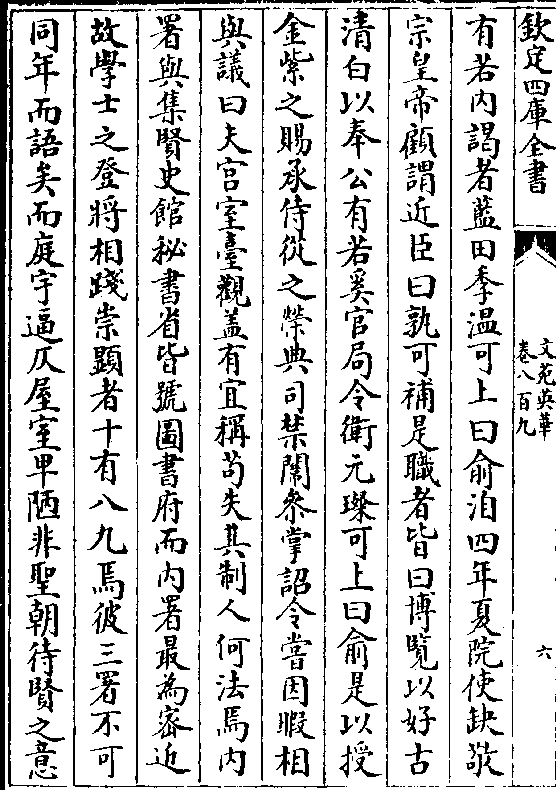 欽定四庫全書
文苑英華
卷八百九
六
有若內謁者藍田季温可上曰俞洎四年夏院使缺敬
宗皇帝顧謂近臣曰孰可補是職者皆曰博覽以好古
清白以奉公有若奚官局令衛元璨可上曰俞是以授
金紫之賜承侍從之榮典司禁闈叅掌詔令嘗因暇相
與議曰夫宫室臺觀盖有宜稱苟失其制人何法焉内
署與集賢史館秘書省皆號圖書府而内署最為密近
故學士之登將相踐崇顯者十有八九焉彼三署不可
同年而語矣而庭宇逼仄屋室卑陋非聖朝待賢之意